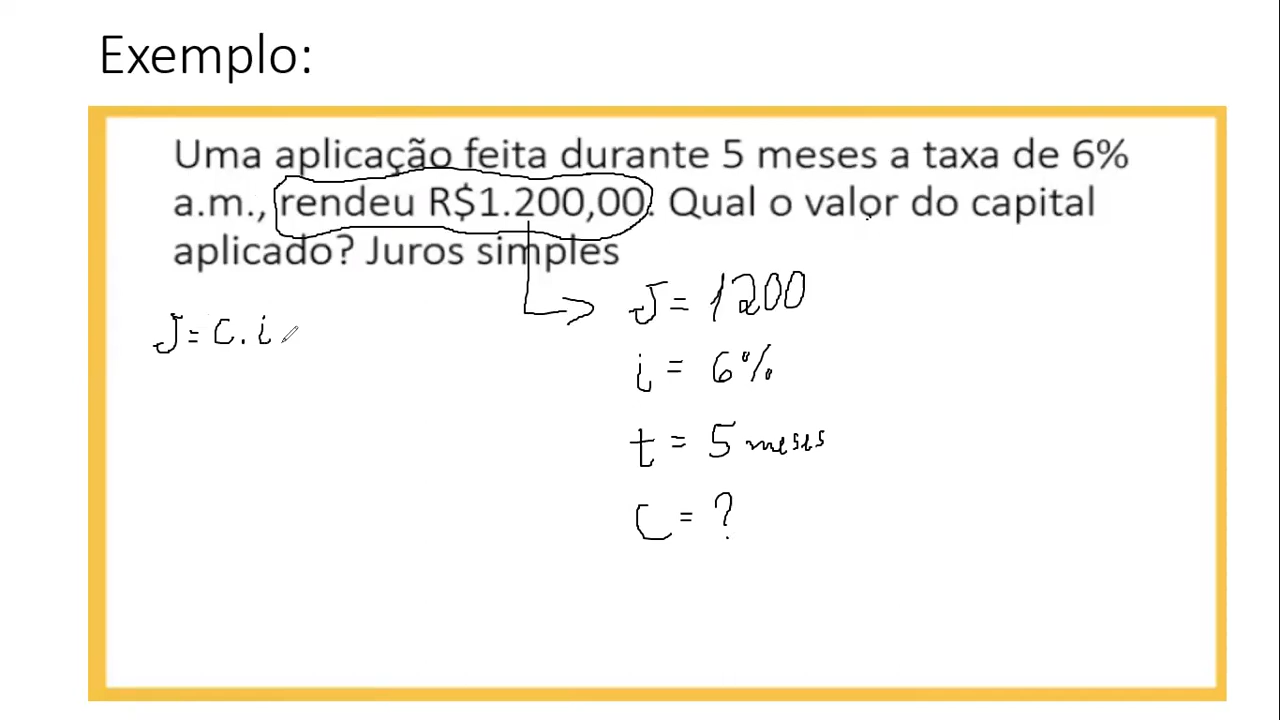 Exemplo:
Uma aplicação feita durante 5 meses a taxa de 6%
a.m., rendeu R$1.200,00. Qual o valor do capital
aplicado? Juros simples
J = 1200
J = C. i
i = 6%
t = 5 meses
C = ?